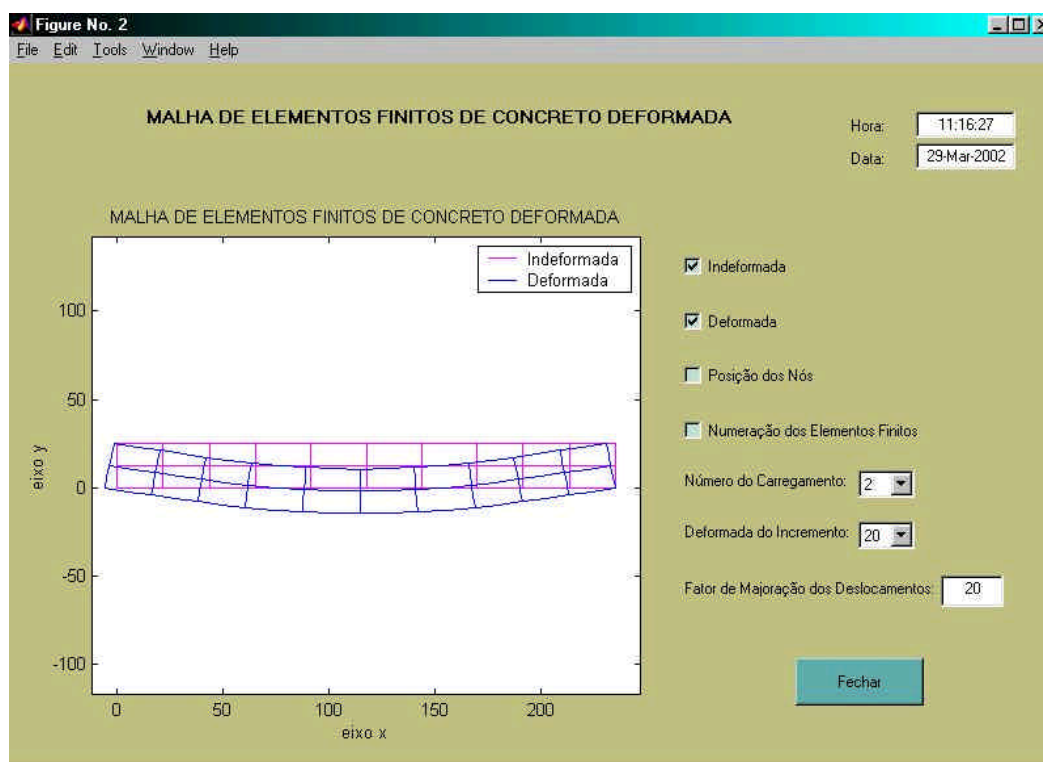 Figure No. 2
File Edit Tools Window Help
MALHA DE ELEMENTOS FINITOS DE CONCRETO DEFORMADA
Hora: 11:16:27
Data: 29-Mar-2002
MALHA DE ELEMENTOS FINITOS DE CONCRETO DEFORMADA
Indeformada
Deformada
100
50
0
-50
-100
eixo y
0 50 100 150 200
eixo x
Indeformada
Deformada
Posição dos Nós
Numeração dos Elementos Finitos
Número do Carregamento: 2
Deformada do Incremento: 20
Fator de Majoração dos Deslocamentos: 20
Fechar